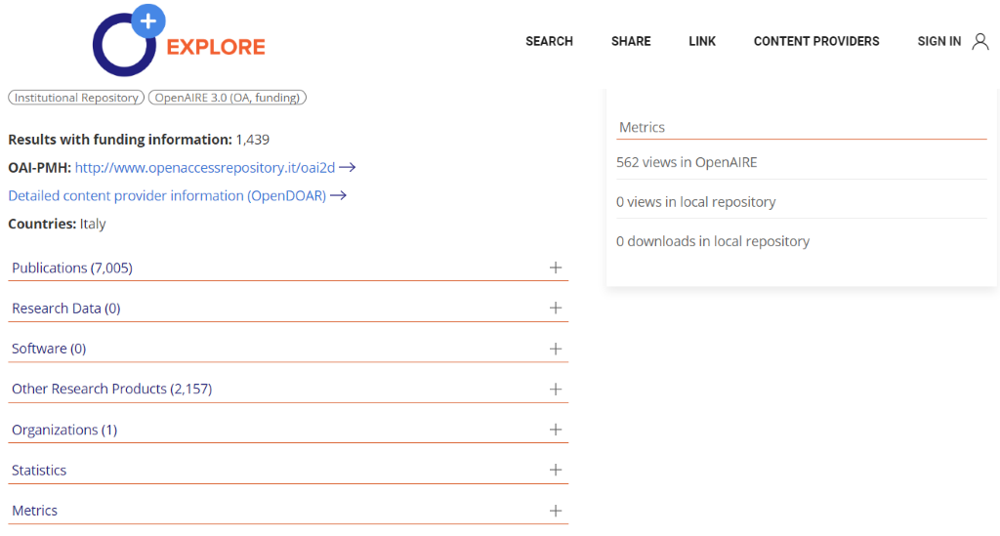 EXPLORE
SEARCH SHARE LINK CONTENT PROVIDERS SIGN IN
Institutional Repository OpenAIRE 3.0 (OA, funding)
Results with funding information: 1,439
OAI-PMH: http://www.openaccessrepository.it/oai2d
Detailed content provider information (OpenDOAR)
Countries: Italy
Publications (7,005)
Research Data (0)
Software (0)
Other Research Products (2,157)
Organizations (1)
Statistics
Metrics
Metrics
562 views in OpenAIRE
0 views in local repository
0 downloads in local repository